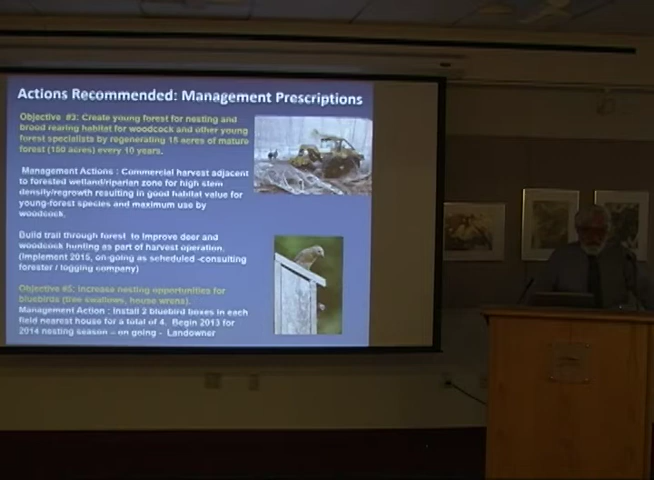 Actions Recommended: Management Prescriptions
Objective #3: Create young forest for nesting and
brood rearing habitat for woodcock and other young
forest specialists by regenerating 15 acres of mature
forest (150 acres) every 10 years.
Management Actions : Commercial harvest adjacent
to forested wetland/riparian zone for high stem
density/regrowth resulting in good habitat value for
young-forest species and maximum use by
woodcock.
Build trail through forest to improve deer and
woodcock hunting as part of harvest operation.
(Implement 2015, on-going as scheduled -consulting
forester / logging company)
Objective #5: Increase nesting opportunities for
bluebirds (tree swallows, house wrens).
Management Action : Install 2 bluebird boxes in each
field nearest house for a total of 4. Begin 2013 for
2014 nesting season – on going - Landowner